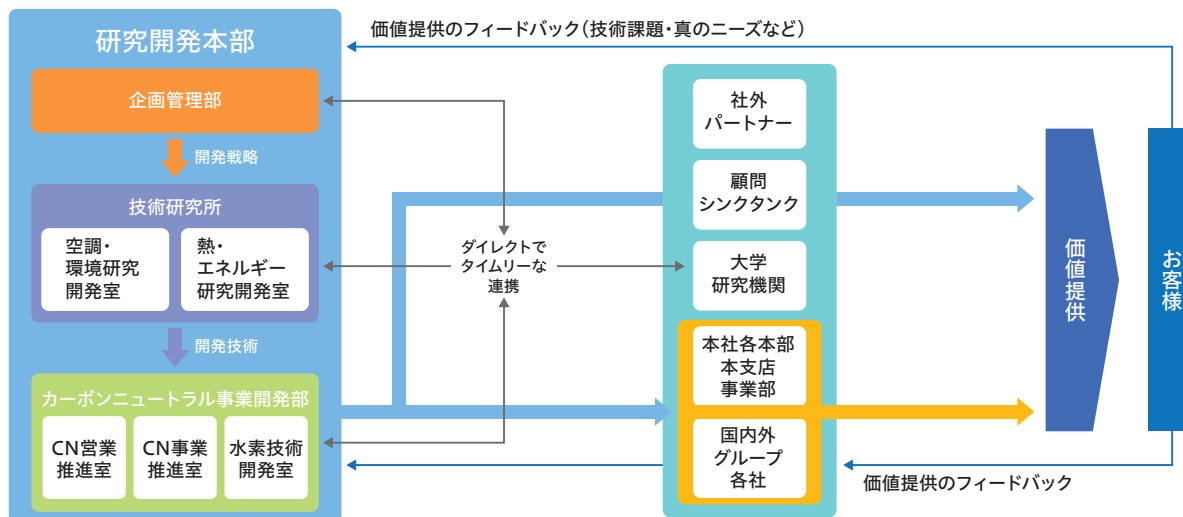 研究開発本部
企画管理部
開発戦略
技術研究所
空調・
環境研究
開発室
熱・
エネルギー
研究開発室
開発技術
カーボンニュートラル事業開発部
CN営業
推進室
CN事業
推進室
水素技術
開発室
価値提供のフィードバック(技術課題・真のニーズなど)
ダイレクトで
タイムリーな
連携
社外
パートナー
顧問
シンクタンク
大学
研究機関
本社各本部
本支店
事業部
国内外
グループ
各社
価値提供
お客様
価値提供のフィードバック